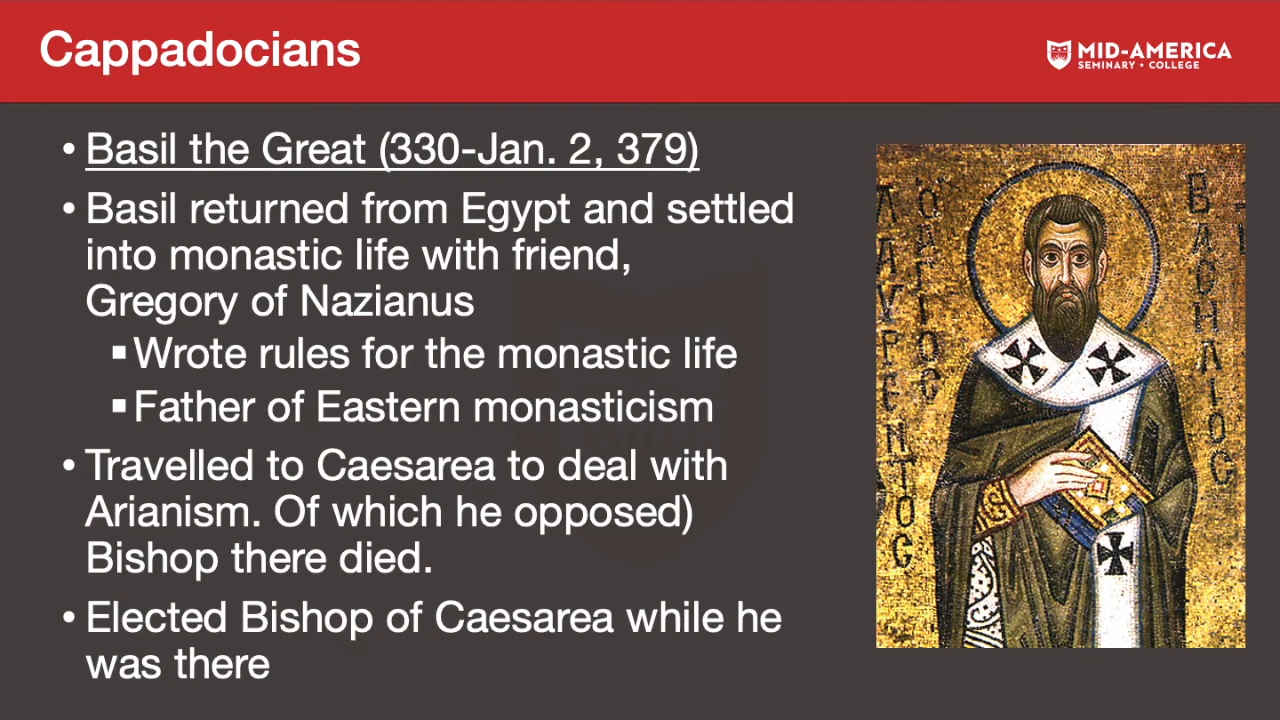 Cappadocians
MID-AMERICA
SEMINARY • COLLEGE
• Basil the Great (330-Jan. 2, 379)
• Basil returned from Egypt and settled
into monastic life with friend,
Gregory of Nazianus
▪ Wrote rules for the monastic life
▪ Father of Eastern monasticism
• Travelled to Caesarea to deal with
Arianism. Of which he opposed)
Bishop there died.
• Elected Bishop of Caesarea while he
was there
Ὁ
ΑΓΙΟC
ΒΑCΗΛΙΟC